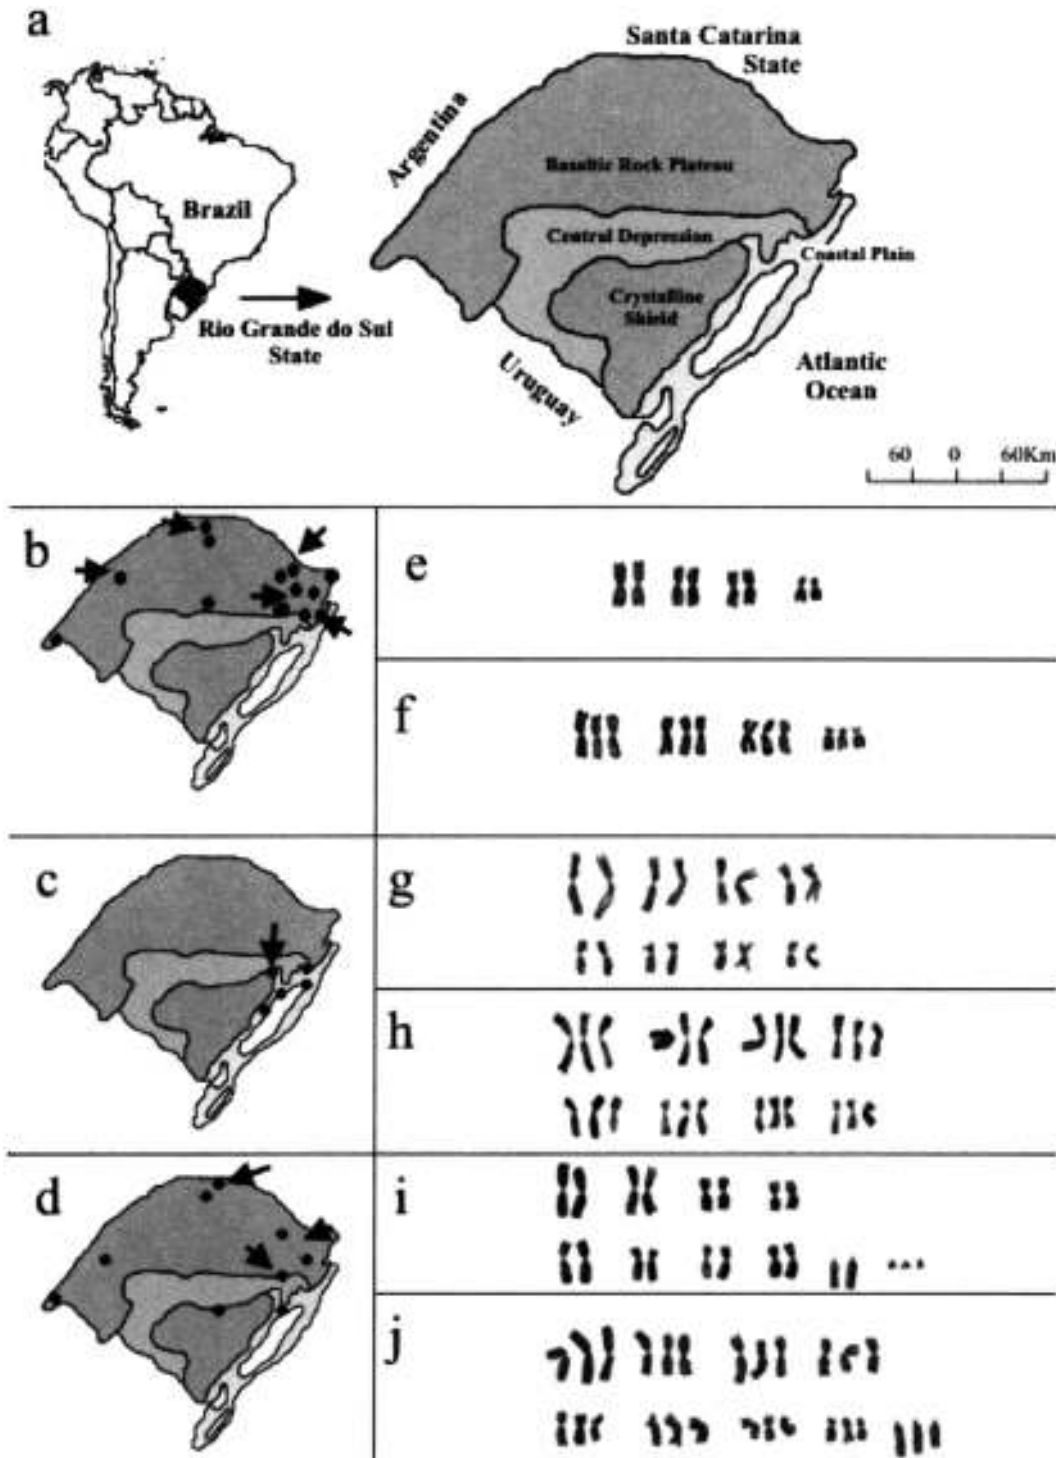 a
Santa Catarina
State
Argentina
Basaltic Rock Plateau
Brazil
Central Depression
Coastal Plain
Crystalline
Shield
Rio Grande do Sul
State
Uruguay
Atlantic
Ocean
60 0 60Km
b
e
f
c
g
h
d
i
j